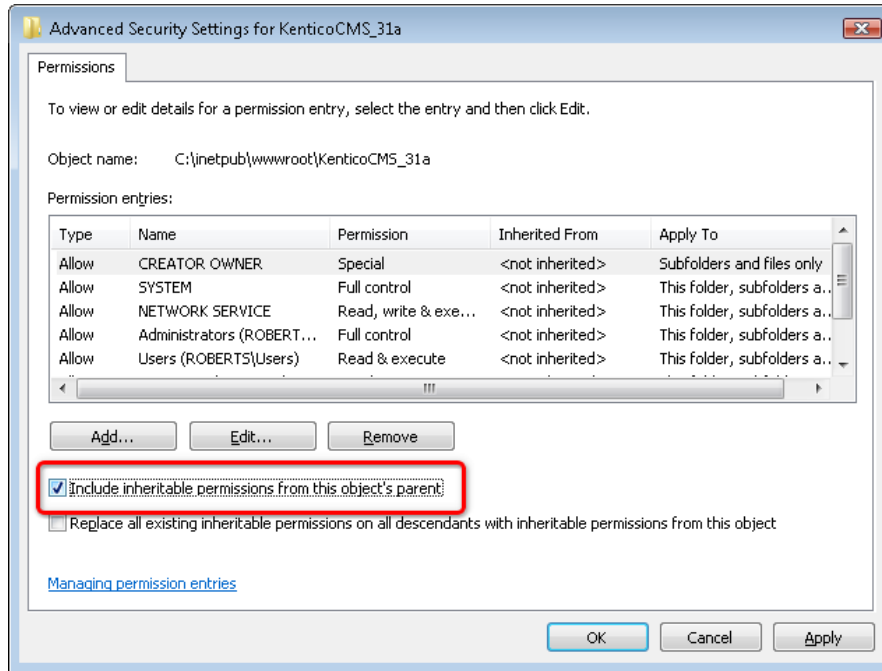 Advanced Security Settings for KenticoCMS_31a
Permissions
To view or edit details for a permission entry, select the entry and then click Edit.
Object name: C:\inetpub\wwwroot\KenticoCMS_31a
Permission entries:
Type Name Permission Inherited From Apply To
Allow CREATOR OWNER Special <not inherited> Subfolders and files only
Allow SYSTEM Full control <not inherited> This folder, subfolders a...
Allow NETWORK SERVICE Read, write & exe... <not inherited> This folder, subfolders a...
Allow Administrators (ROBERT... Full control <not inherited> This folder, subfolders a...
Allow Users (ROBERTS\Users) Read & execute <not inherited> This folder, subfolders a...
Add... Edit... Remove
Include inheritable permissions from this object's parent
Replace all existing inheritable permissions on all descendants with inheritable permissions from this object
Managing permission entries
OK Cancel Apply